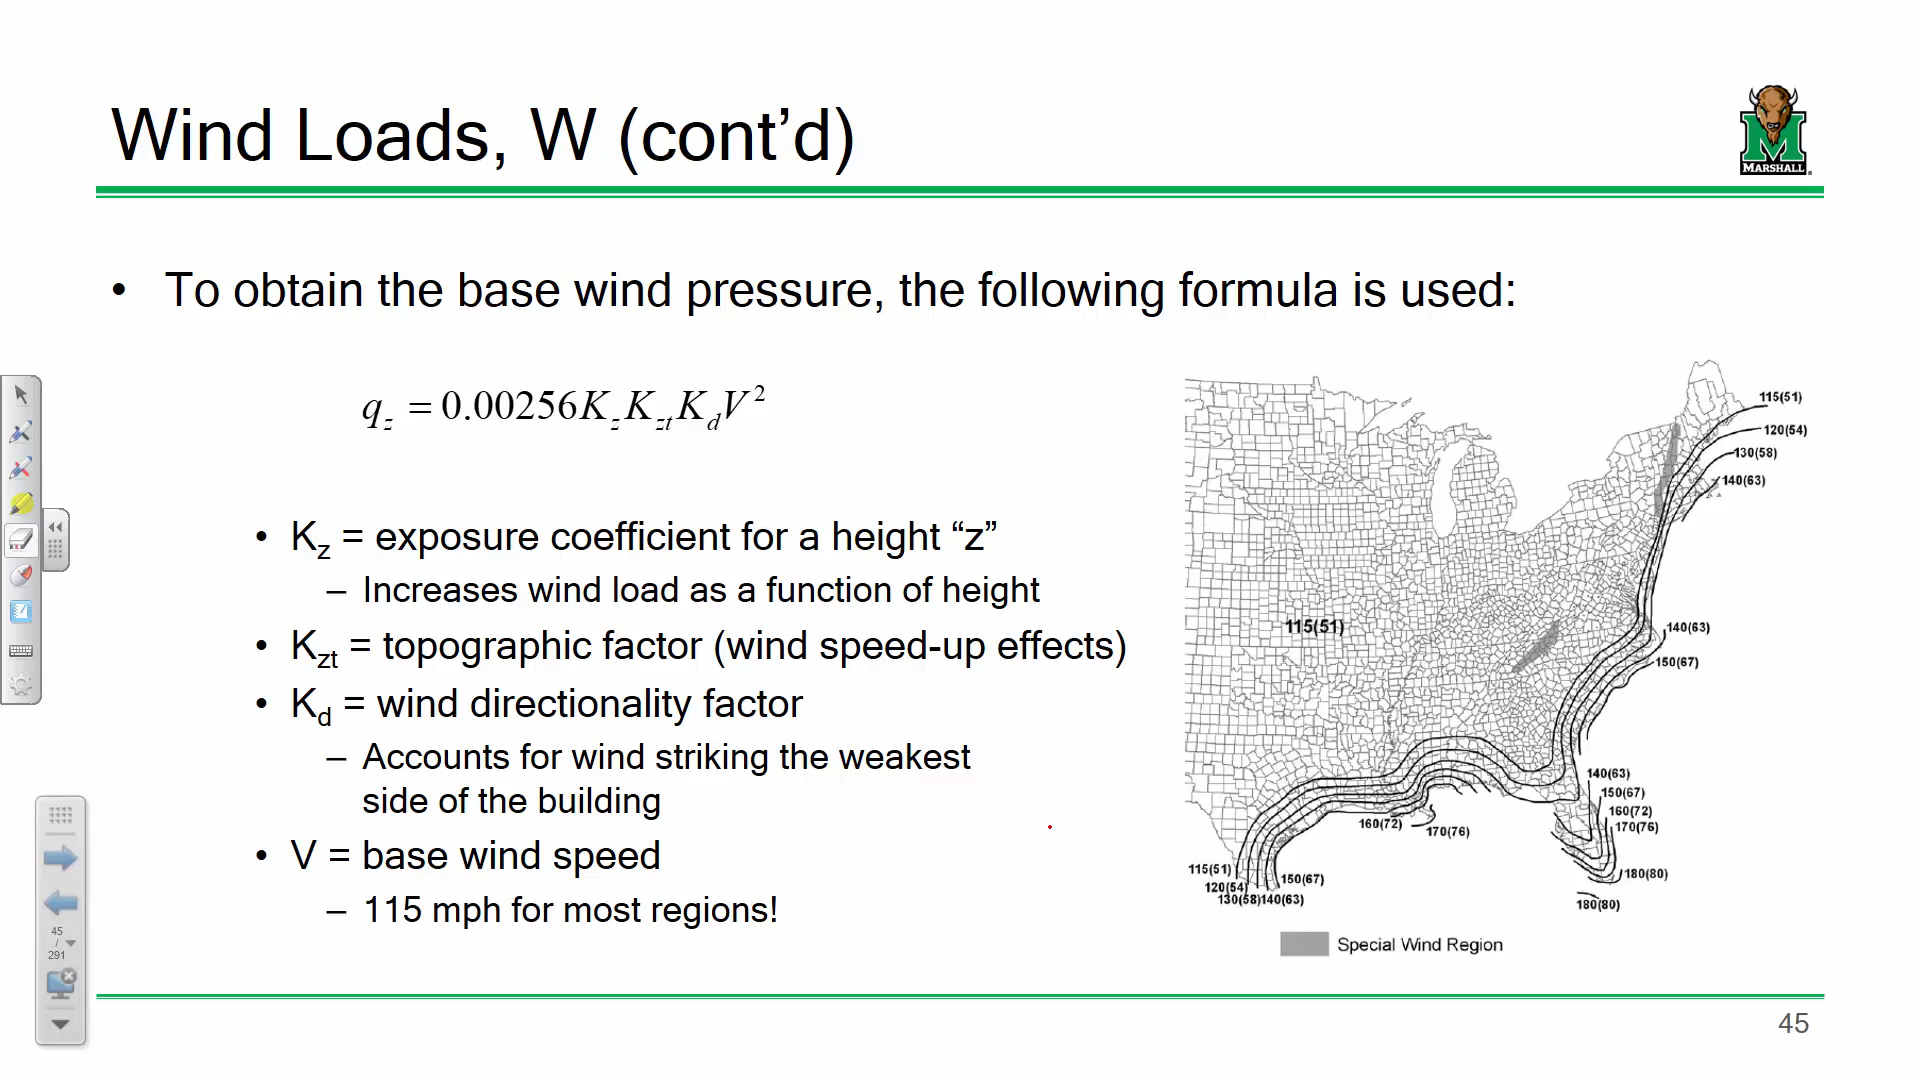 Wind Loads, W (cont’d)
MARSHALL
• To obtain the base wind pressure, the following formula is used:
q_z = 0.00256K_zK_ztK_dV²
• K_z = exposure coefficient for a height “z”
– Increases wind load as a function of height
• K_zt = topographic factor (wind speed-up effects)
• K_d = wind directionality factor
– Accounts for wind striking the weakest
side of the building
• V = base wind speed
– 115 mph for most regions!
115(51)
120(54)
130(58)
140(63)
115(51)
140(63)
150(67)
140(63)
150(67)
160(72)
170(76)
160(72)
170(76)
115(51)
120(54)
130(58)140(63)
150(67)
180(80)
180(80)
Special Wind Region
45
/
291
45